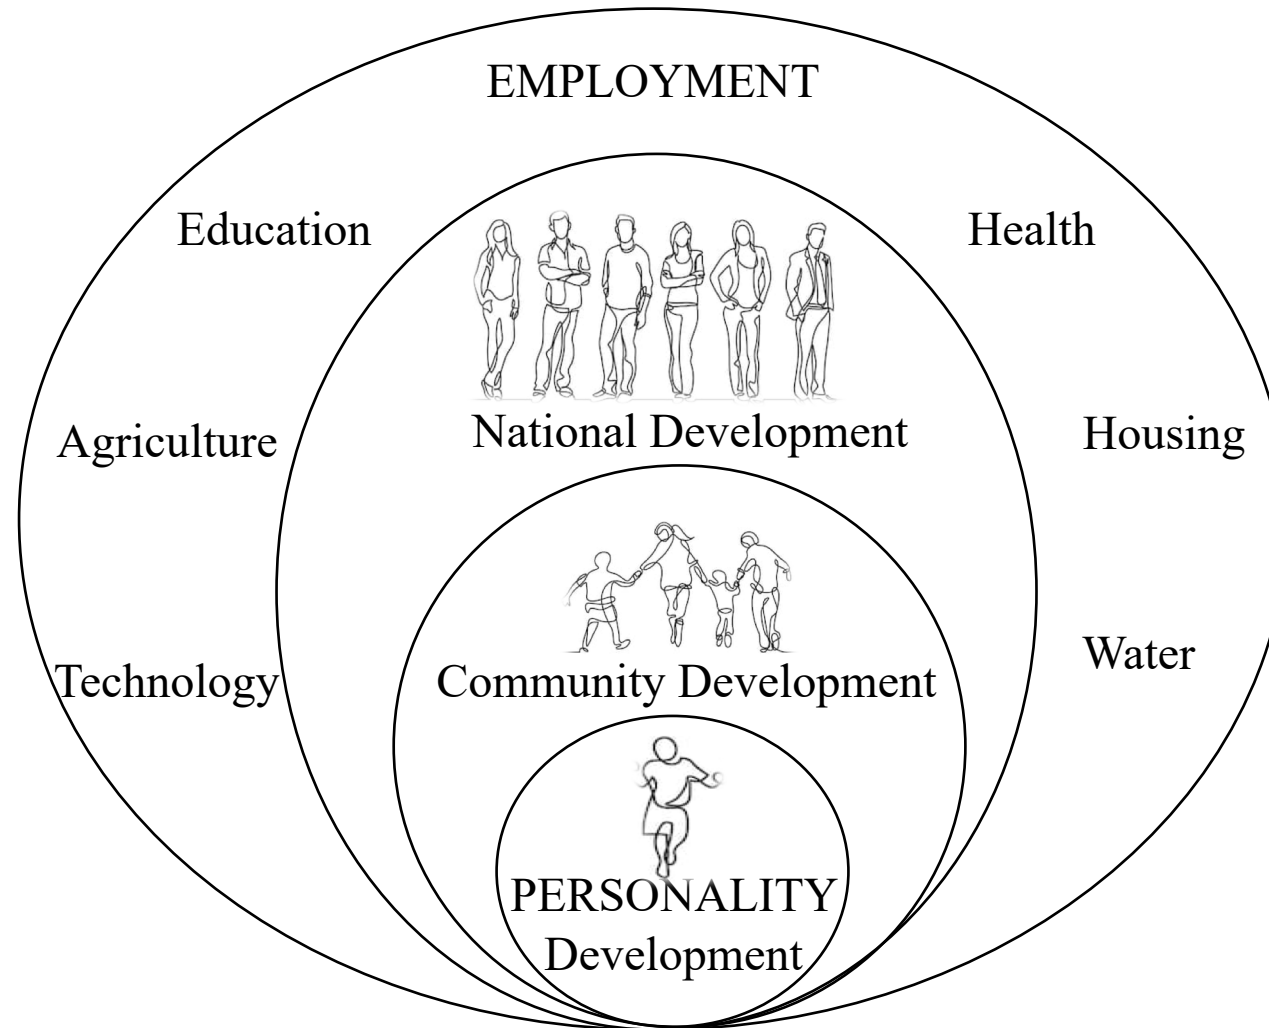 EMPLOYMENT
Education
Health
Agriculture
National Development
Housing
Technology
Community Development
Water
PERSONALITY
Development